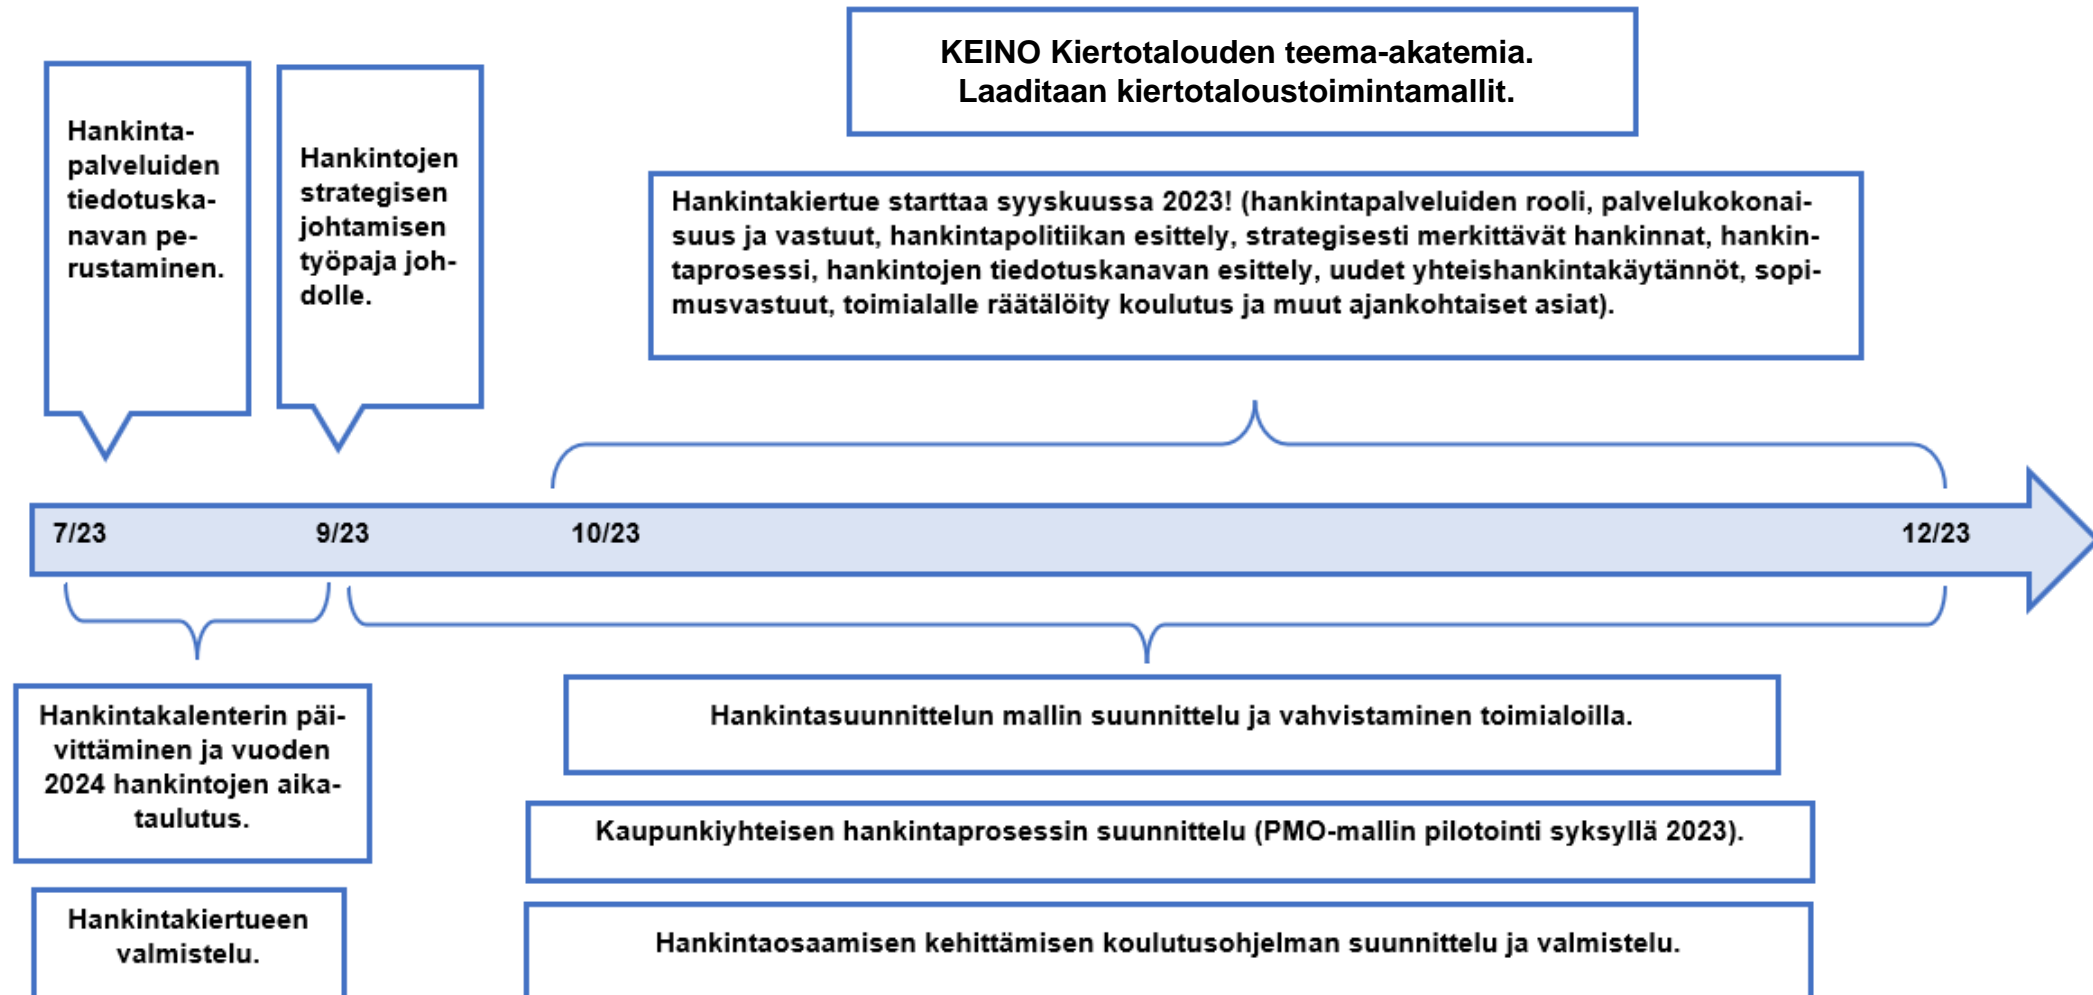 KEINO Kiertotalouden teema-akatemia.
Laaditaan kiertotaloustoimintamallit.
Hankinta-
palveluiden
tiedotuska-
navan pe-
rustaminen.
Hankintojen
strategisen
johtamisen
työpaja joh-
dolle.
Hankintakiertue starttaa syyskuussa 2023! (hankintapalveluiden rooli, palvelukokonai-
suus ja vastuut, hankintapolitiikan esittely, strategisesti merkittävät hankinnat, hankin-
taprosessi, hankintojen tiedotuskanavan esittely, uudet yhteishankintakäytännöt, sopi-
musvastuut, toimialalle räätälöity koulutus ja muut ajankohtaiset asiat).
7/23
9/23
10/23
12/23
Hankintakalenterin päi-
vittäminen ja vuoden
2024 hankintojen aika-
taulutus.
Hankintakiertueen
valmistelu.
Hankintasuunnittelun mallin suunnittelu ja vahvistaminen toimialoilla.
Kaupunkiyhteisen hankintaprosessin suunnittelu (PMO-mallin pilotointi syksyllä 2023).
Hankintaosaamisen kehittämisen koulutusohjelman suunnittelu ja valmistelu.